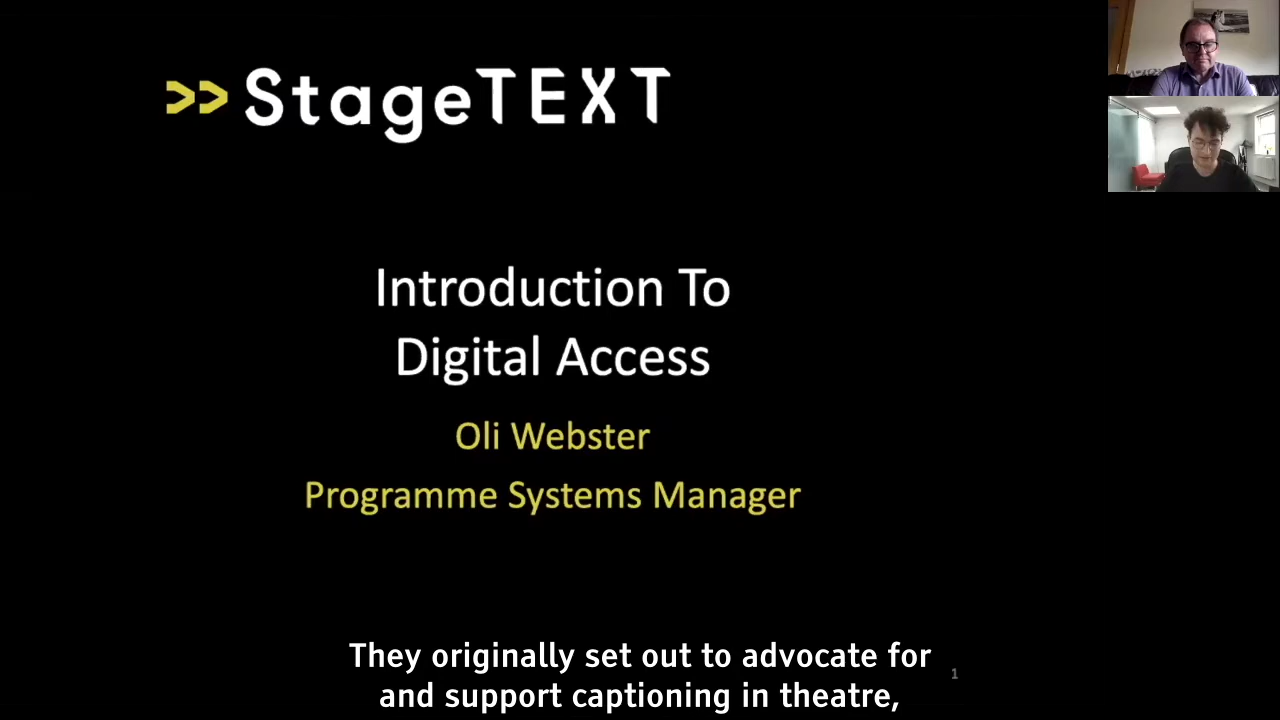 >> StageTEXT
Introduction To
Digital Access
Oli Webster
Programme Systems Manager
They originally set out to advocate for
and support captioning in theatre,
1